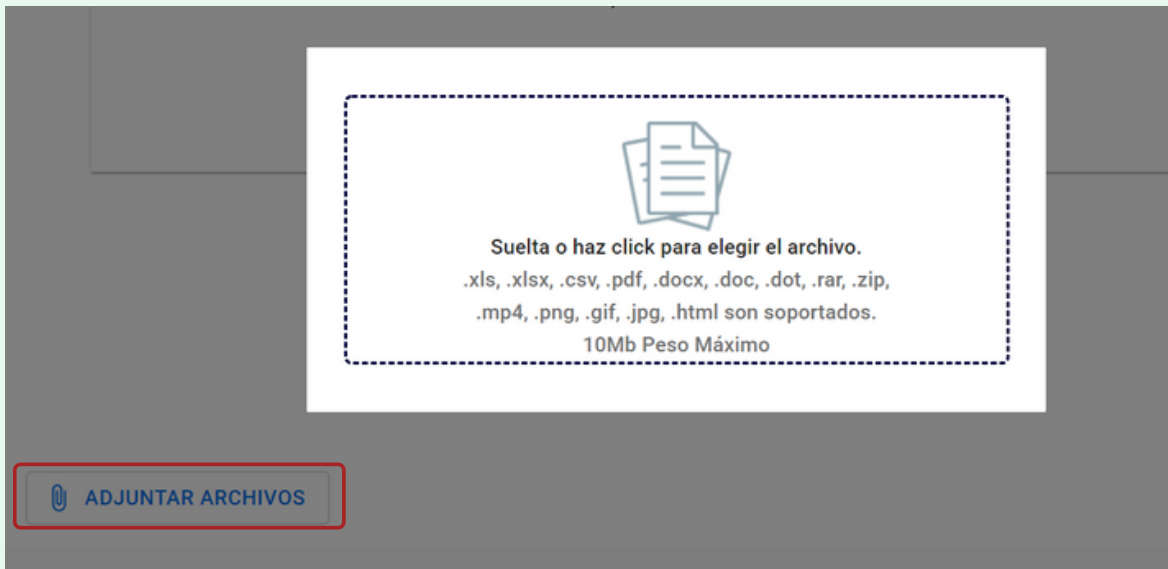 Suelta o haz click para elegir el archivo.
.xls, .xlsx, .csv, .pdf, .docx, .doc, .dot, .rar, .zip,
.mp4, .png, .gif, .jpg, .html son soportados.
10Mb Peso Máximo
ADJUNTAR ARCHIVOS